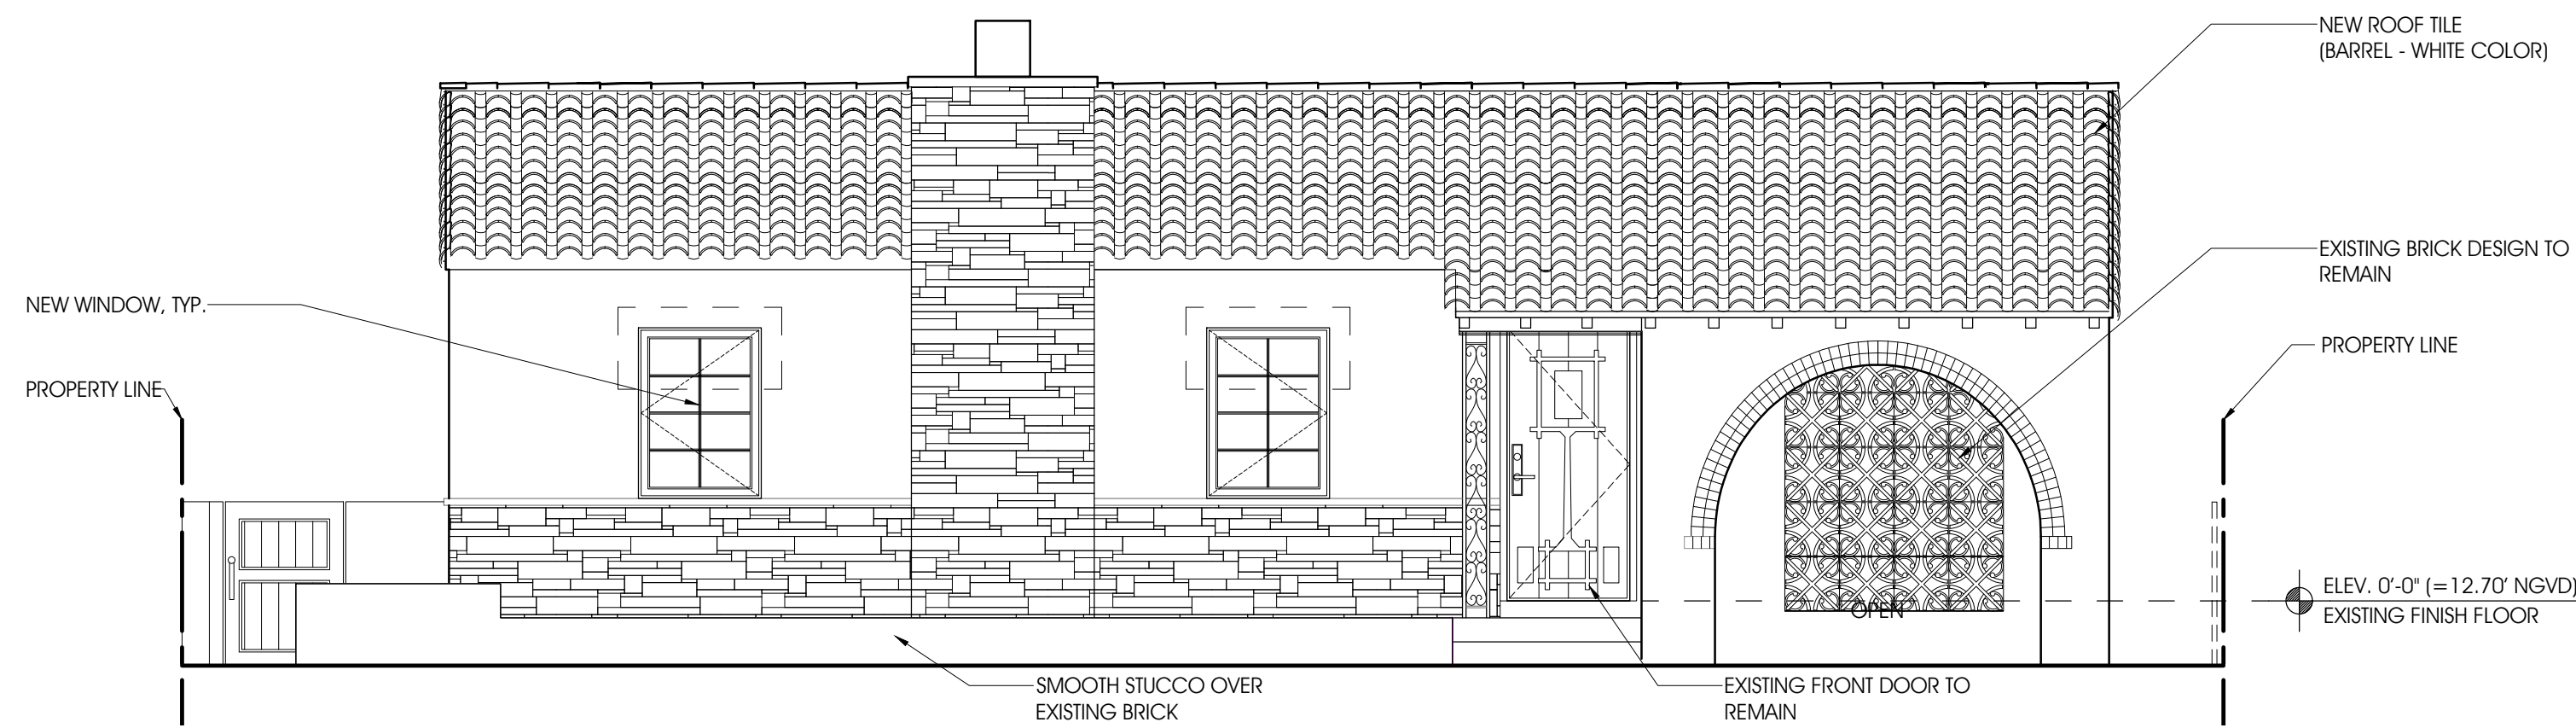 NEW ROOF TILE
(BARREL - WHITE COLOR)
EXISTING BRICK DESIGN TO
REMAIN
NEW WINDOW, TYP.
PROPERTY LINE
PROPERTY LINE
OPEN
ELEV. 0'-0" (=12.70' NGVD)
EXISTING FINISH FLOOR
SMOOTH STUCCO OVER
EXISTING BRICK
EXISTING FRONT DOOR TO
REMAIN